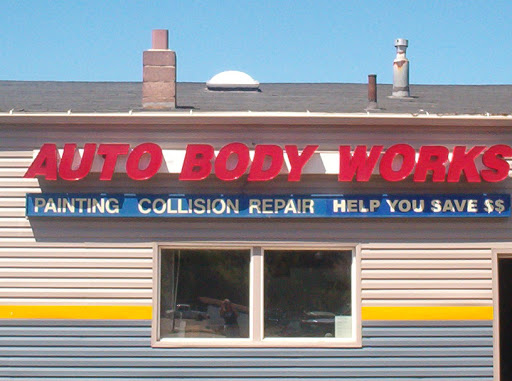 AUTO BODY WORKS
PAINTING COLLISION REPAIR HELP YOU SAVE $$